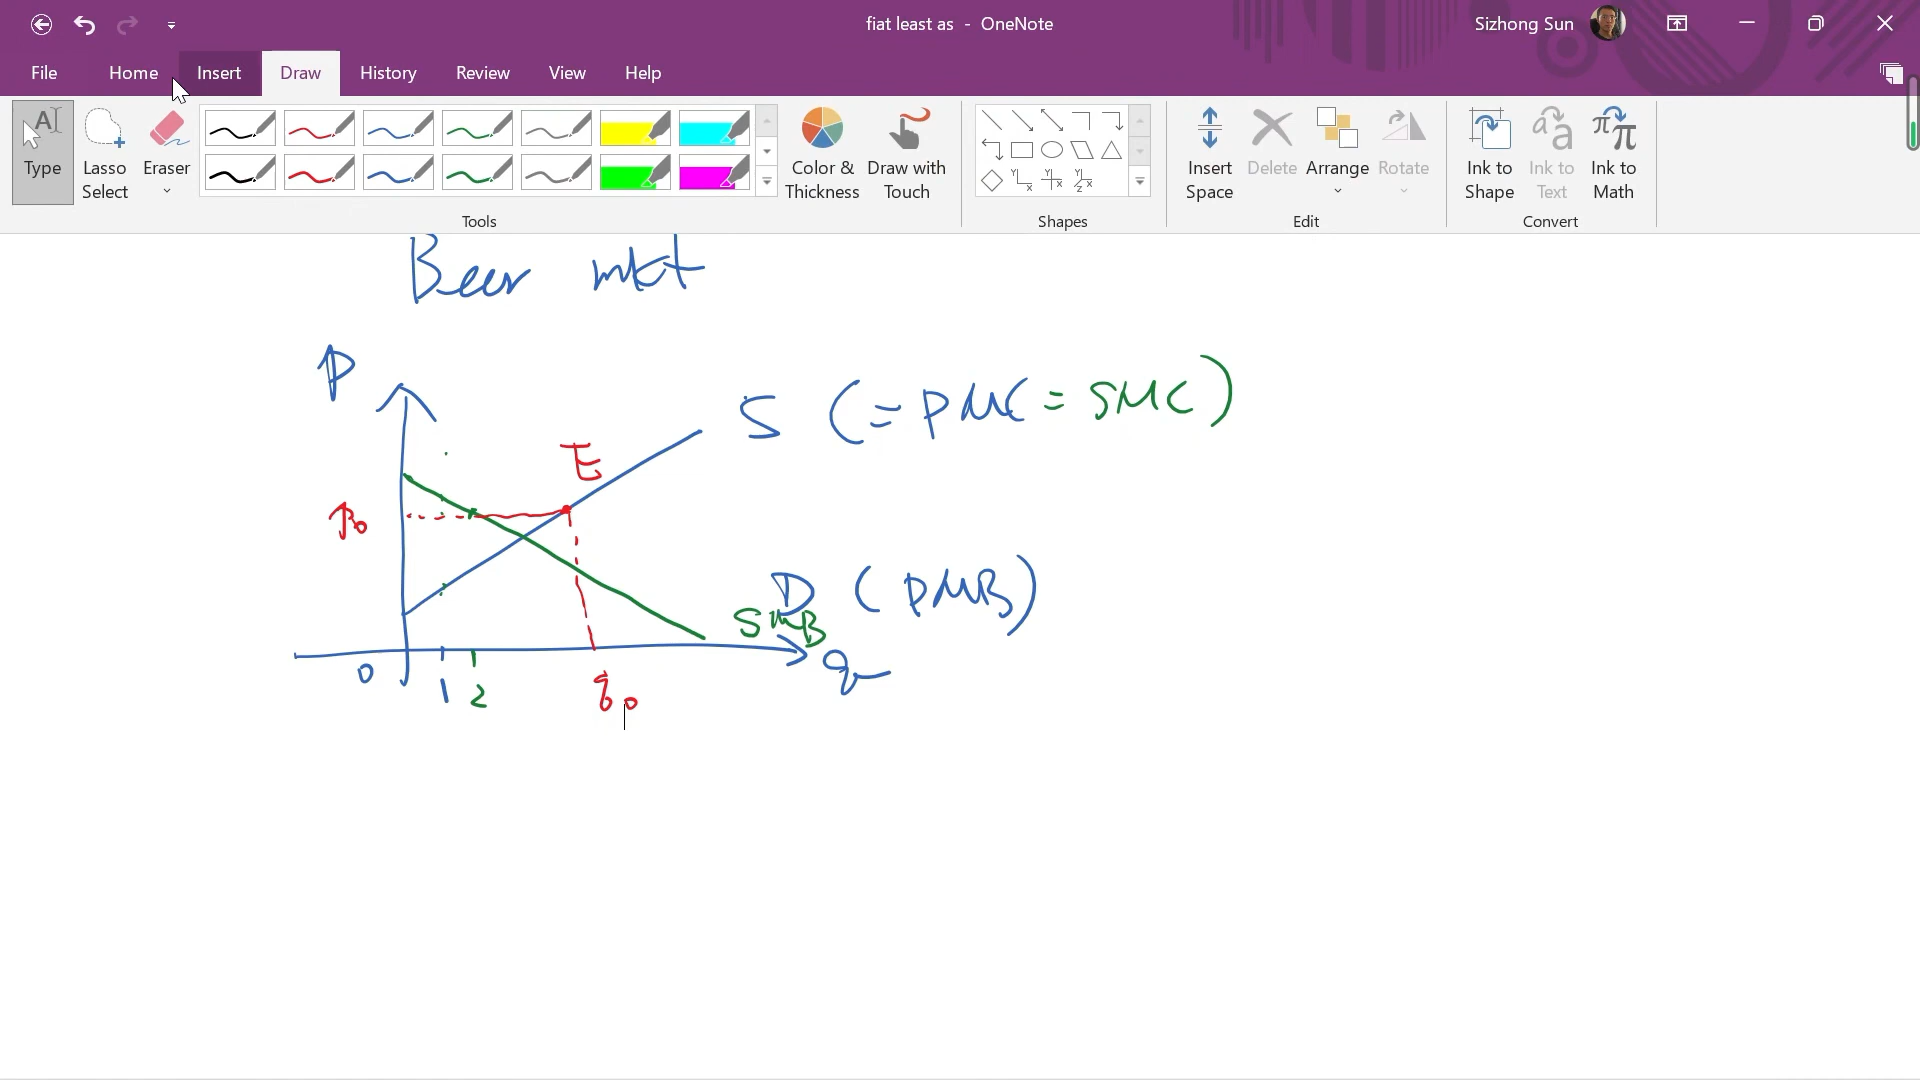 fiat least as - OneNote
Sizhong Sun
File Home Insert Draw History Review View Help
Type
Lasso Select
Eraser
Color & Thickness
Draw with Touch
Insert Space
Delete
Arrange
Rotate
Ink to Shape
Ink to Text
Ink to Math
Tools
Shapes
Edit
Convert
Beer mkt
P
S (= PMC = SMC)
E
P0
D (PMB)
SMB
0
1
2
q0
q